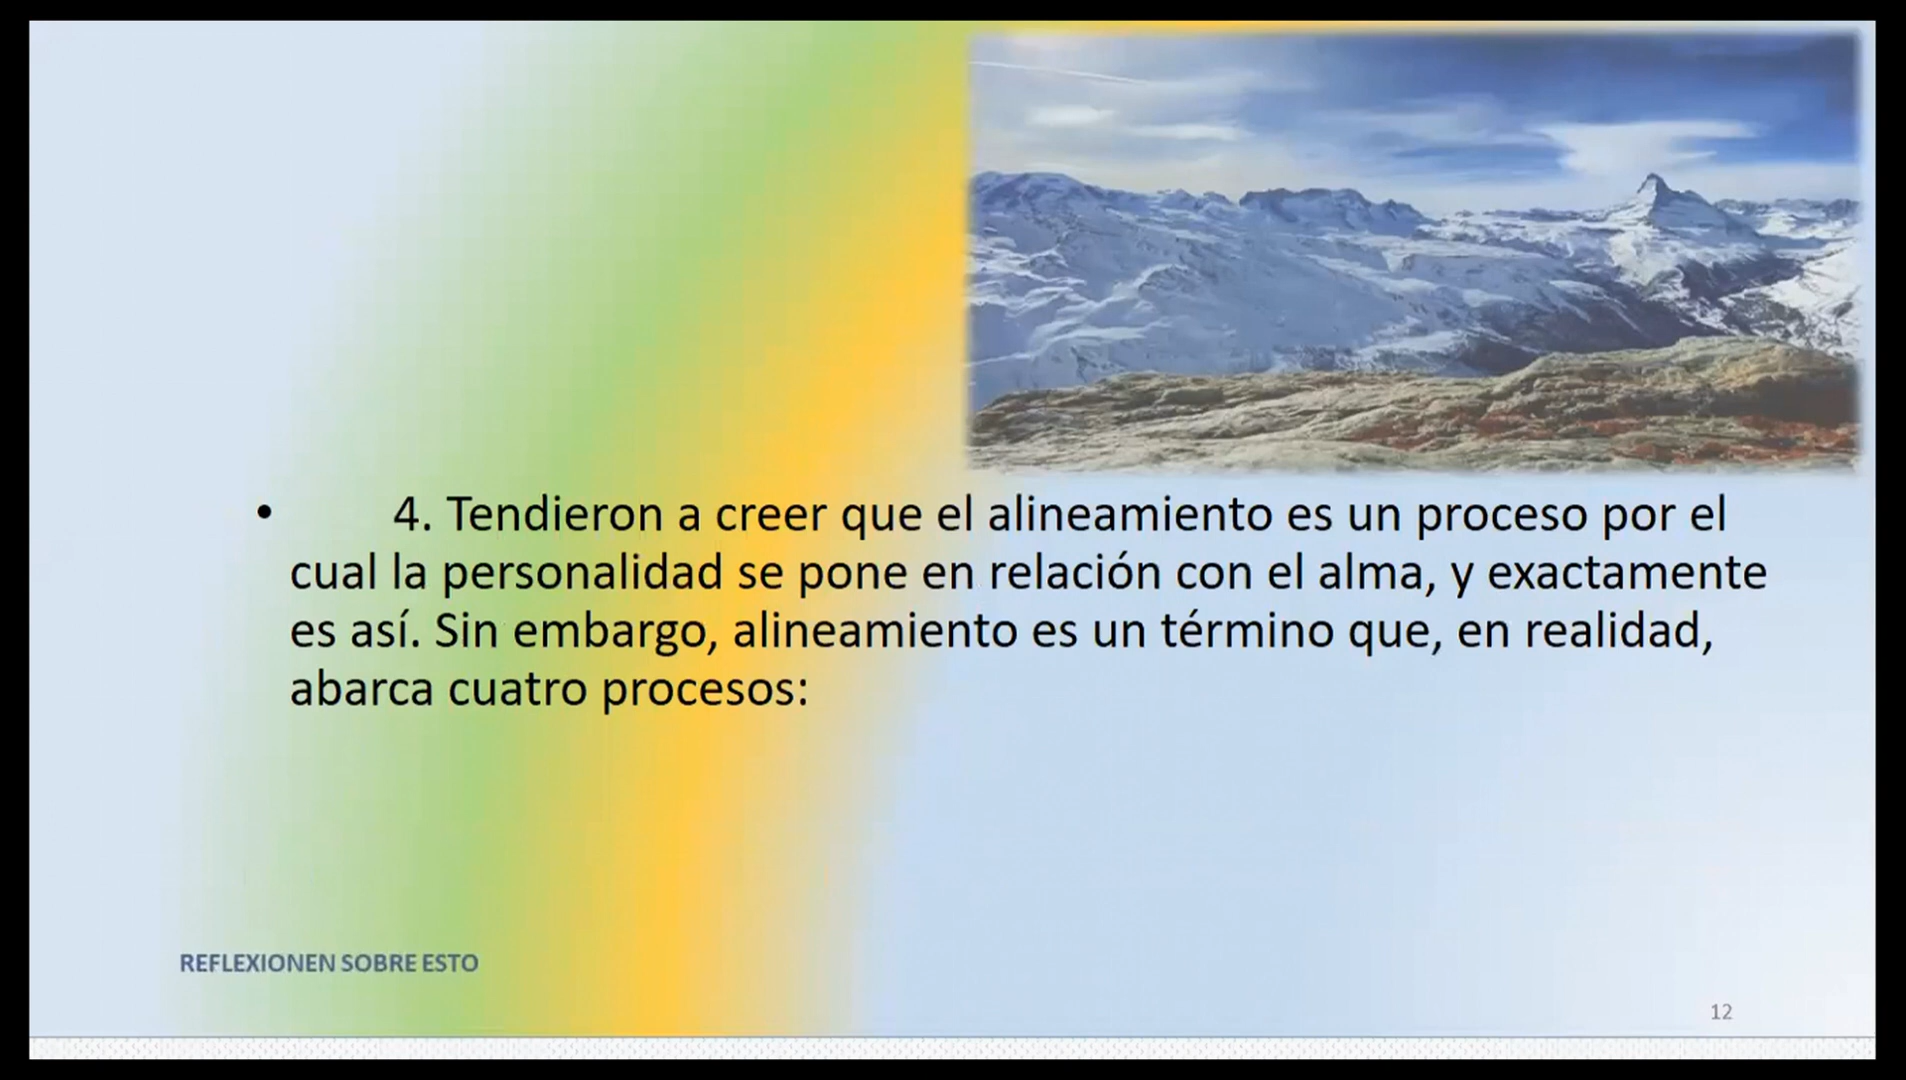 • 4. Tendieron a creer que el alineamiento es un proceso por el
cual la personalidad se pone en relación con el alma, y exactamente
es así. Sin embargo, alineamiento es un término que, en realidad,
abarca cuatro procesos:
REFLEXIONEN SOBRE ESTO
12